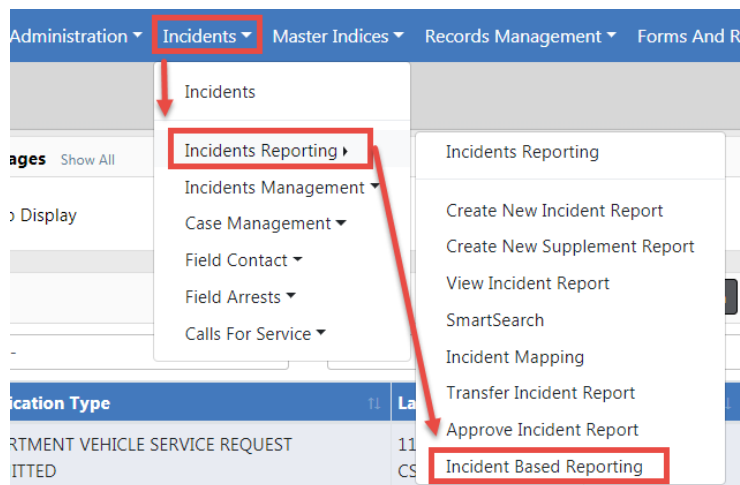 Administration Incidents Master Indices Records Management Forms And R
Incidents
Incidents Reporting
Incidents Management
Case Management
Field Contact
Field Arrests
Calls For Service
Incidents Reporting
Create New Incident Report
Create New Supplement Report
View Incident Report
SmartSearch
Incident Mapping
Transfer Incident Report
Approve Incident Report
Incident Based Reporting
ages Show All
o Display
-
ication Type La
RTMENT VEHICLE SERVICE REQUEST 11
ITTED CS